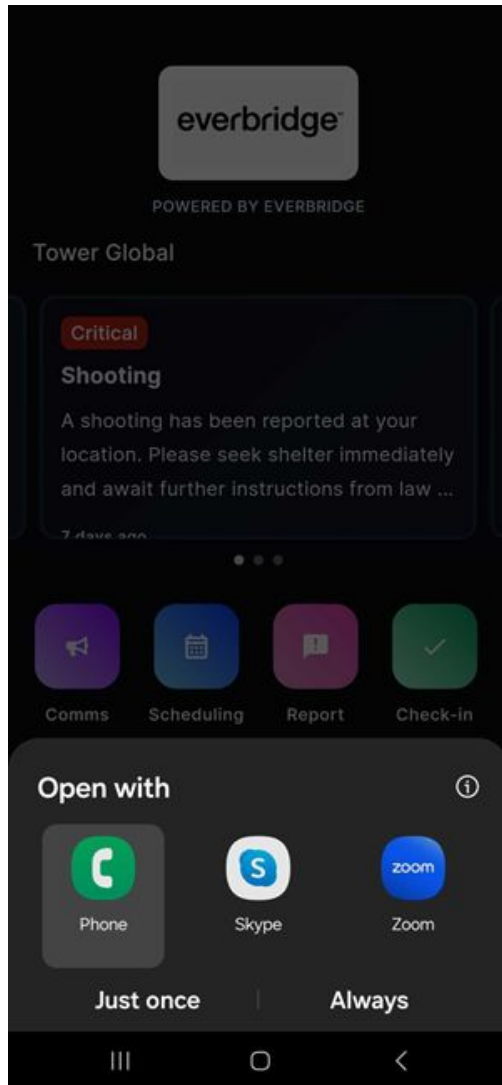 everbridge™
POWERED BY EVERBRIDGE
Tower Global
Critical
Shooting
A shooting has been reported at your
location. Please seek shelter immediately
and await further instructions from law ...
7 days ago
Comms Scheduling Report Check-in
Open with
S zoom
Phone Skype Zoom
Just once Always